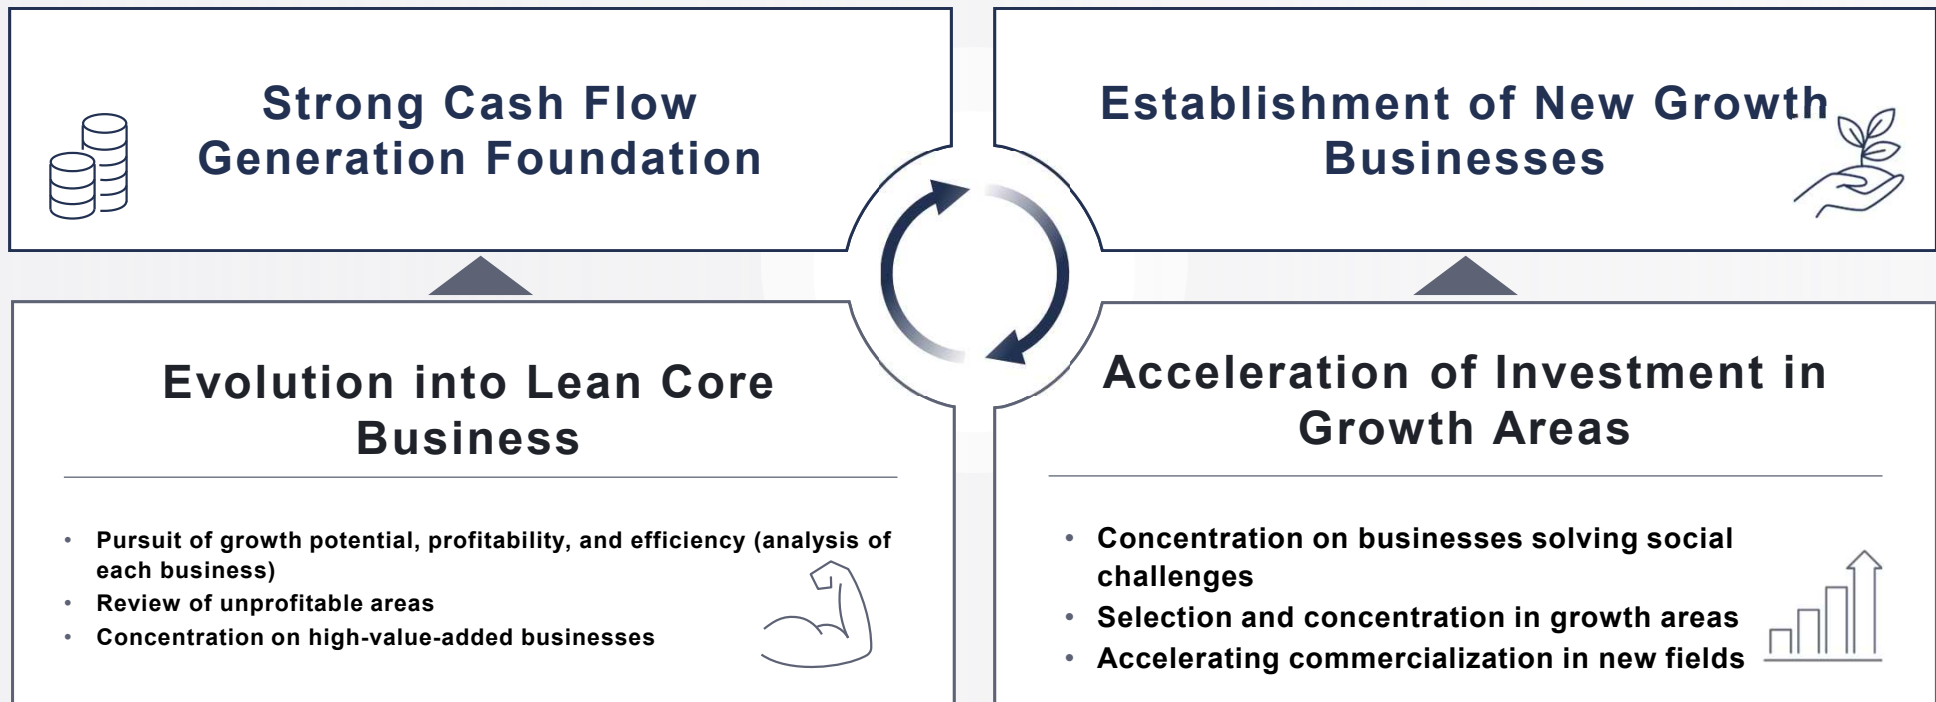 Strong Cash Flow
Generation Foundation
Establishment of New Growth
Businesses
Evolution into Lean Core
Business
• Pursuit of growth potential, profitability, and efficiency (analysis of
each business)
• Review of unprofitable areas
• Concentration on high-value-added businesses
Acceleration of Investment in
Growth Areas
• Concentration on businesses solving social
challenges
• Selection and concentration in growth areas
• Accelerating commercialization in new fields